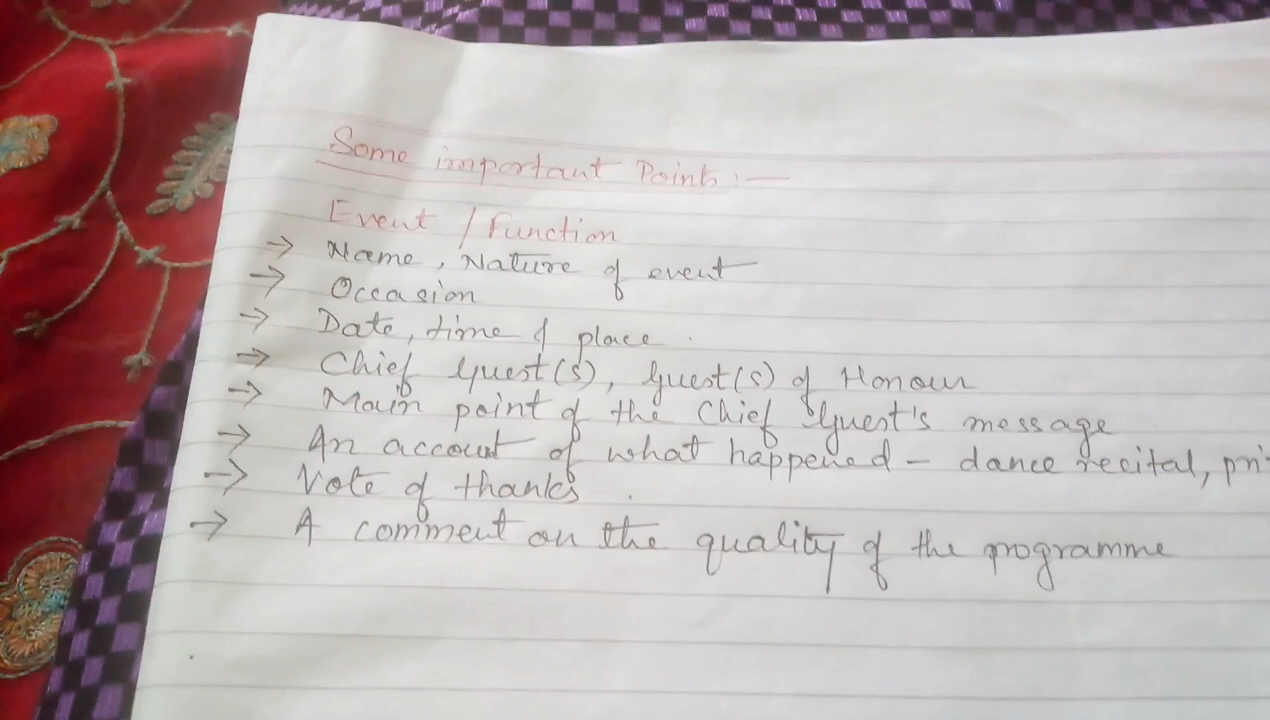 Some important Points :—
Event / Function
→ Name, Nature of event
→ Occasion
→ Date, time & place.
→ Chief Guest(s), Guest(s) of Honour
→ Main point of the Chief Guest's message
→ An account of what happened – dance recital,
→ Vote of thanks.
→ A comment on the quality of the programme